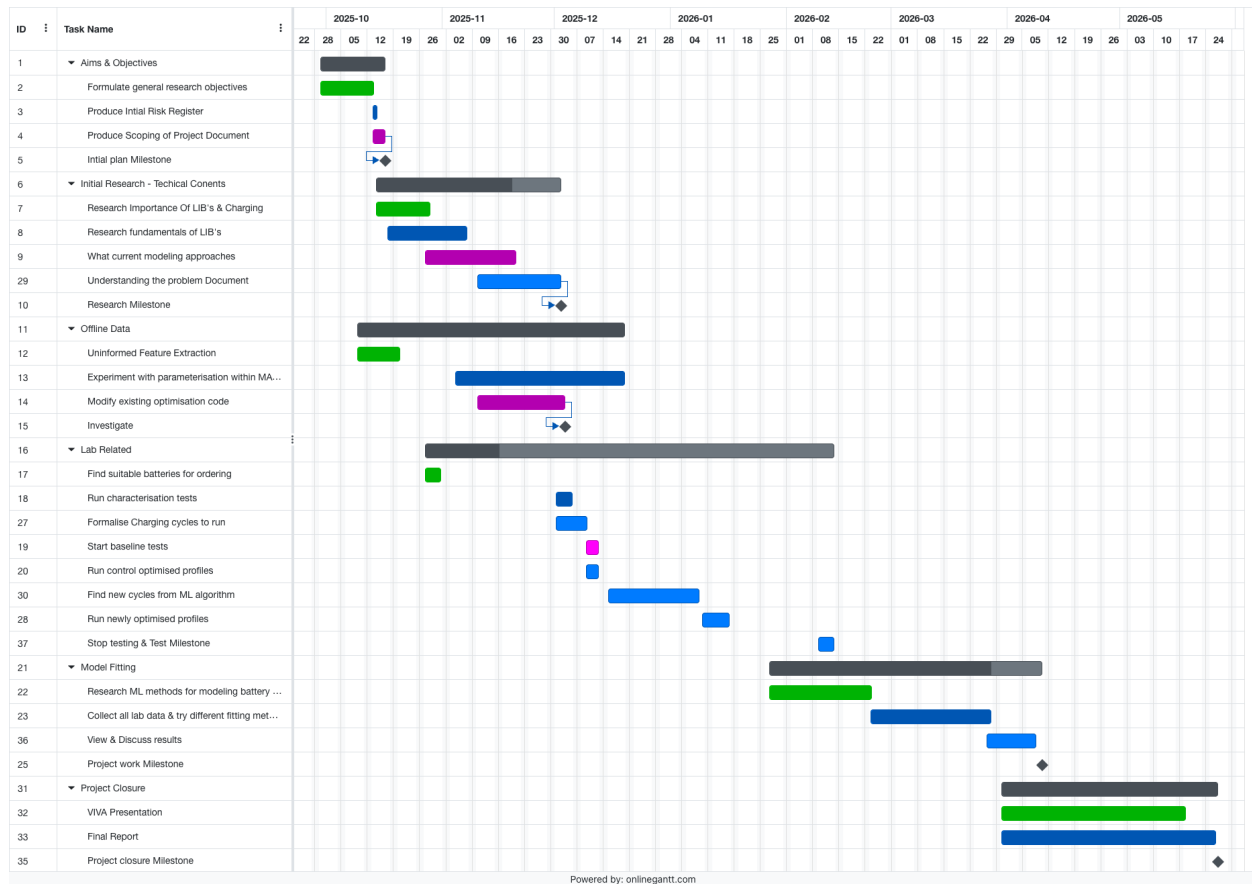 2025-10 2025-11 2025-12 2026-01 2026-02 2026-03 2026-04 2026-05
ID Task Name
22 28 05 12 19 26 02 09 16 23 30 07 14 21 28 04 11 18 25 01 08 15 22 01 08 15 22 29 05 12 19 26 03 10 17 24
1 Aims & Objectives
2 Formulate general research objectives
3 Produce Intial Risk Register
4 Produce Scoping of Project Document
5 Intial plan Milestone
6 Initial Research - Techical Conents
7 Research Importance Of LIB's & Charging
8 Research fundamentals of LIB's
9 What current modeling approaches
29 Understanding the problem Document
10 Research Milestone
11 Offline Data
12 Uninformed Feature Extraction
13 Experiment with parameterisation within MA...
14 Modify existing optimisation code
15 Investigate
16 Lab Related
17 Find suitable batteries for ordering
18 Run characterisation tests
27 Formalise Charging cycles to run
19 Start baseline tests
20 Run control optimised profiles
30 Find new cycles from ML algorithm
28 Run newly optimised profiles
37 Stop testing & Test Milestone
21 Model Fitting
22 Research ML methods for modeling battery ...
23 Collect all lab data & try different fitting met...
36 View & Discuss results
25 Project work Milestone
31 Project Closure
32 VIVA Presentation
33 Final Report
35 Project closure Milestone
Powered by: onlinegantt.com